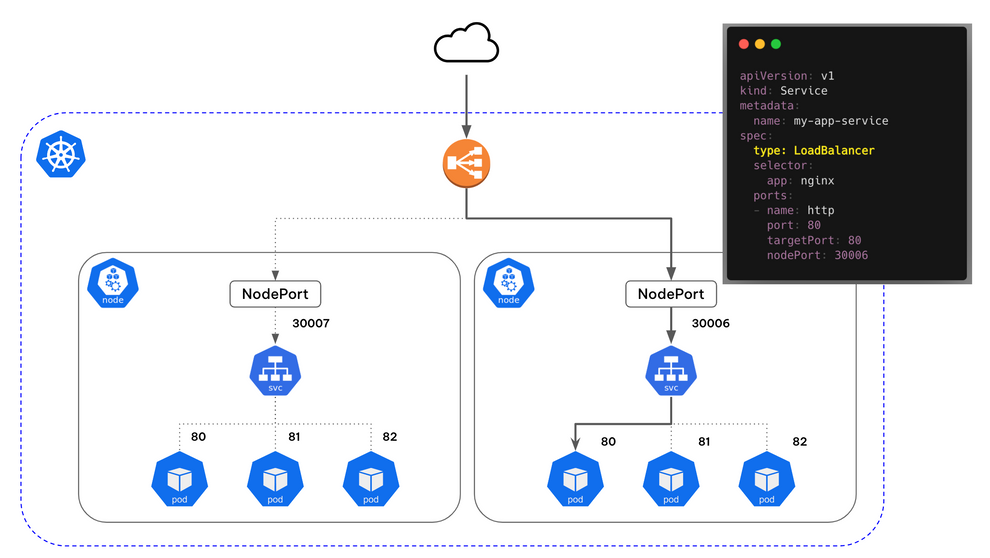 apiVersion: v1
kind: Service
metadata:
  name: my-app-service
spec:
  type: LoadBalancer
  selector:
    app: nginx
  ports:
  - name: http
    port: 80
    targetPort: 80
    nodePort: 30006
node
NodePort
30007
svc
80 81 82
pod pod pod
node
NodePort
30006
svc
80 81 82
pod pod pod